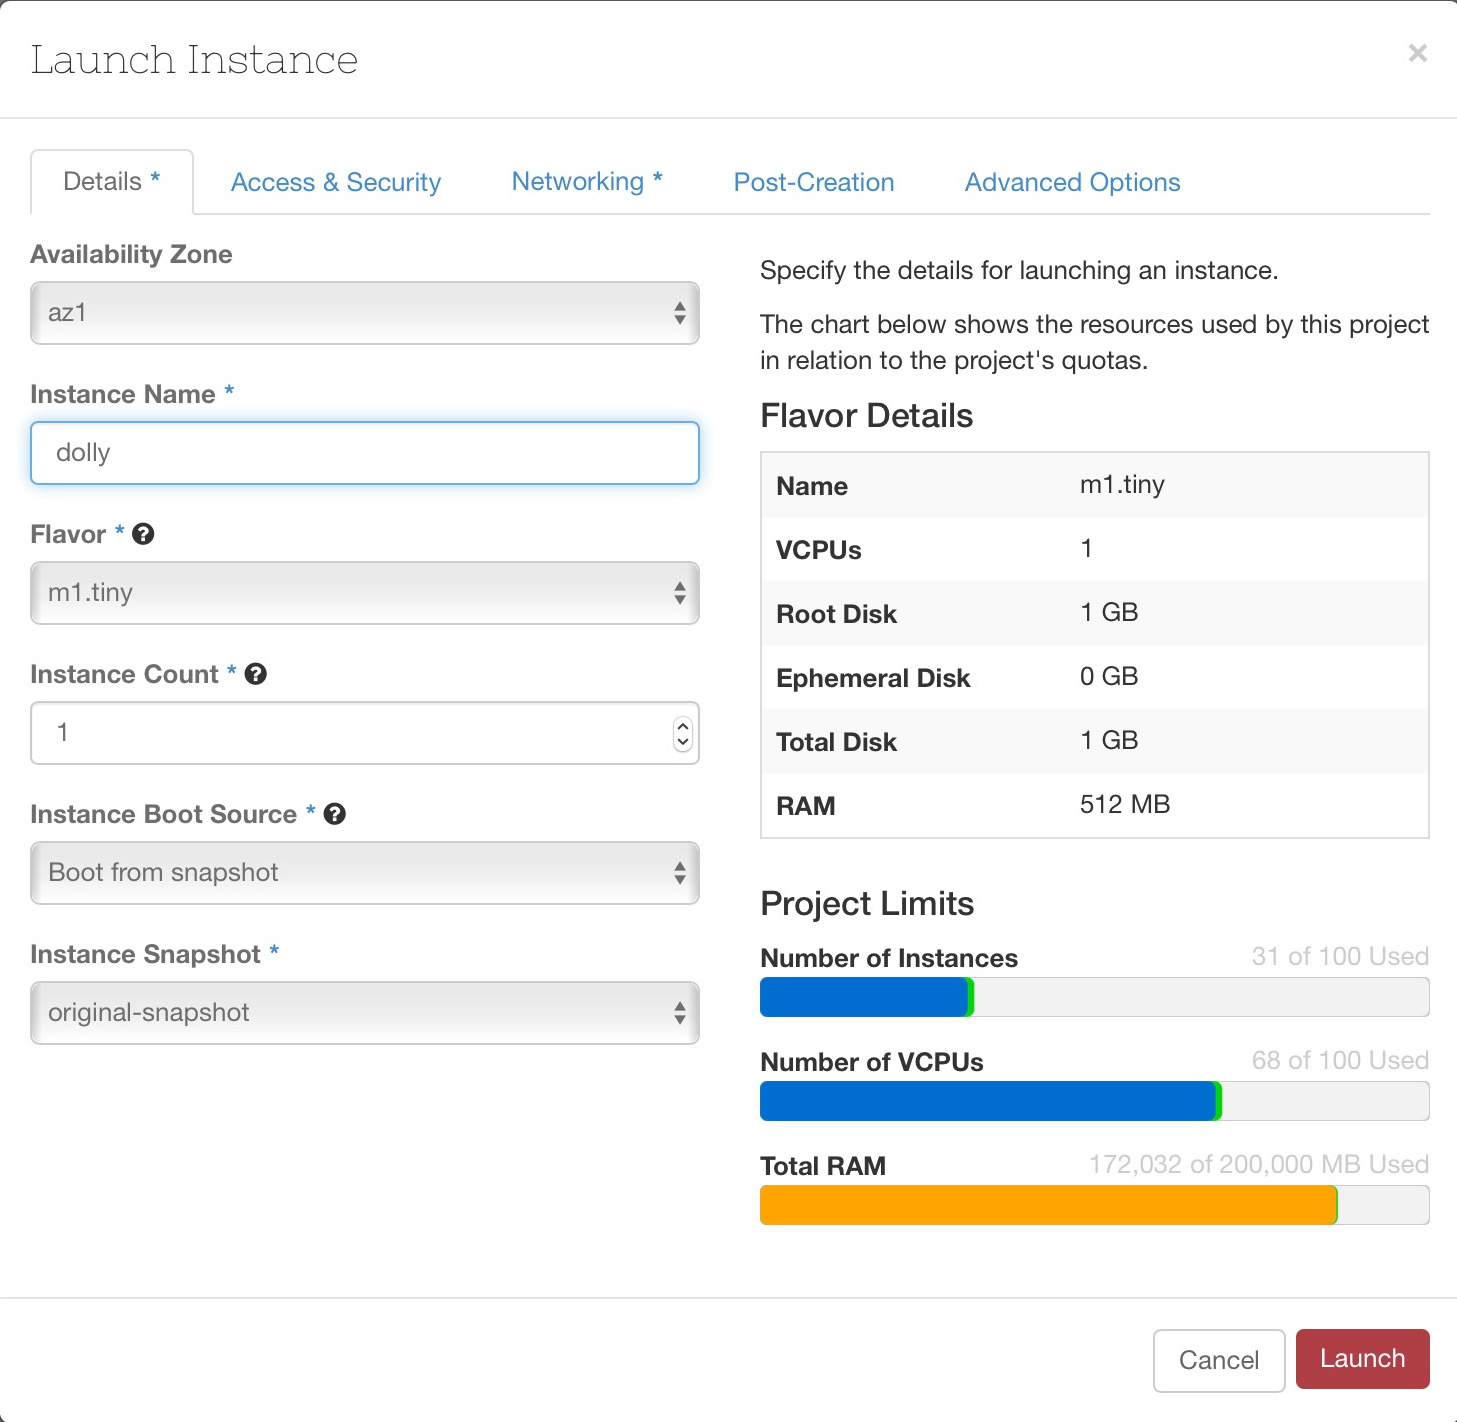 Launch Instance
×
Details *
Access & Security
Networking *
Post-Creation
Advanced Options
Availability Zone
az1
Instance Name *
dolly
Flavor * ?
m1.tiny
Instance Count * ?
1
Instance Boot Source * ?
Boot from snapshot
Instance Snapshot *
original-snapshot
Specify the details for launching an instance.
The chart below shows the resources used by this project
in relation to the project's quotas.
Flavor Details
Name m1.tiny
VCPUs 1
Root Disk 1 GB
Ephemeral Disk 0 GB
Total Disk 1 GB
RAM 512 MB
Project Limits
Number of Instances 31 of 100 Used
Number of VCPUs 68 of 100 Used
Total RAM 172,032 of 200,000 MB Used
Cancel
Launch